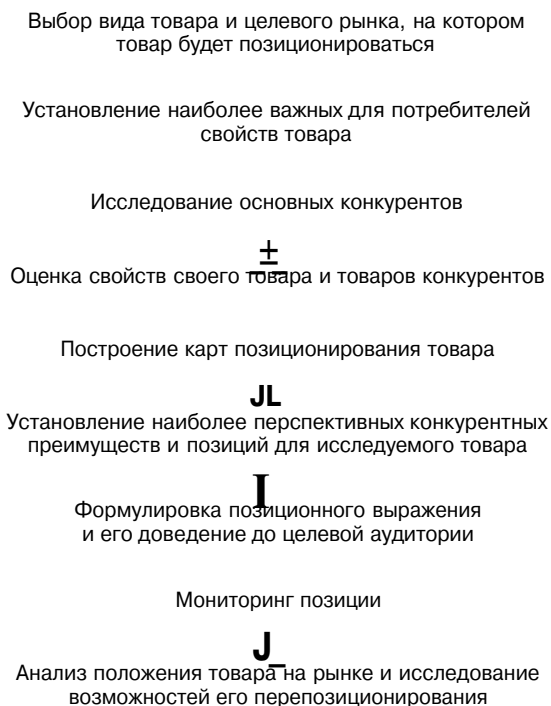 Выбор вида товара и целевого рынка, на котором
товар будет позиционироваться
Установление наиболее важных для потребителей
свойств товара
Исследование основных конкурентов
±
Оценка свойств своего товара и товаров конкурентов
Построение карт позиционирования товара
JL
Установление наиболее перспективных конкурентных
преимуществ и позиций для исследуемого товара
I
Формулировка позиционного выражения
и его доведение до целевой аудитории
Мониторинг позиции
J_
Анализ положения товара на рынке и исследование
возможностей его перепозиционирования